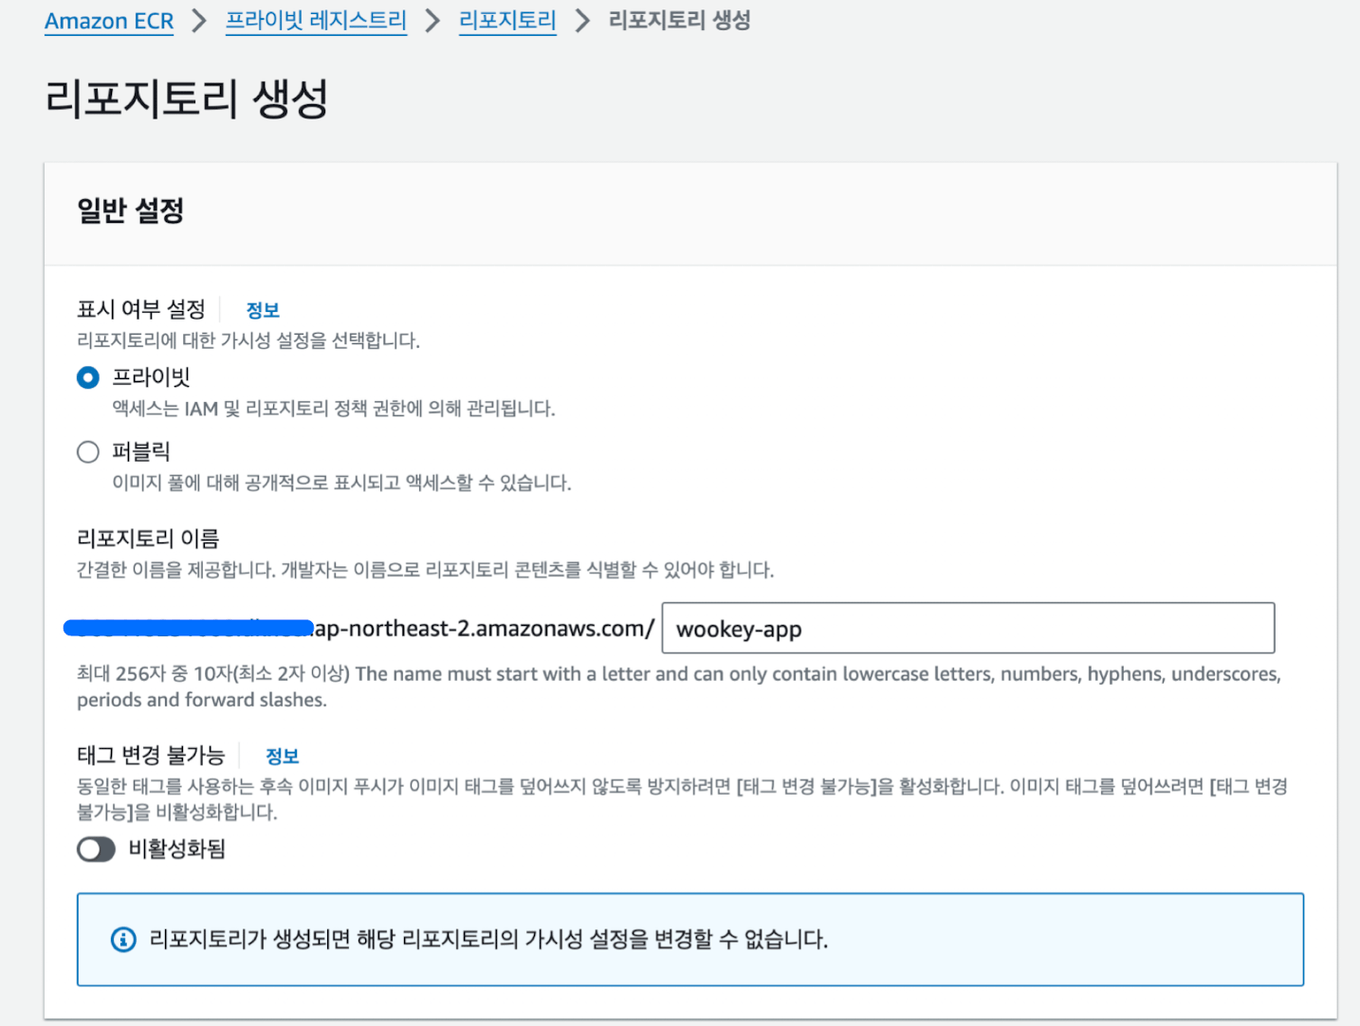 Amazon ECR > 프라이빗 레지스트리 > 리포지토리 > 리포지토리 생성
리포지토리 생성
일반 설정
표시 여부 설정 정보
리포지토리에 대한 가시성 설정을 선택합니다.
프라이빗
액세스는 IAM 및 리포지토리 정책 권한에 의해 관리됩니다.
퍼블릭
이미지 풀에 대해 공개적으로 표시되고 액세스할 수 있습니다.
리포지토리 이름
간결한 이름을 제공합니다. 개발자는 이름으로 리포지토리 콘텐츠를 식별할 수 있어야 합니다.
.ap-northeast-2.amazonaws.com/ wookey-app
최대 256자 중 10자(최소 2자 이상) The name must start with a letter and can only contain lowercase letters, numbers, hyphens, underscores,
periods and forward slashes.
태그 변경 불가능 정보
동일한 태그를 사용하는 후속 이미지 푸시가 이미지 태그를 덮어쓰지 않도록 방지하려면 [태그 변경 불가능]을 활성화합니다. 이미지 태그를 덮어쓰려면 [태그 변경
불가능]을 비활성화합니다.
비활성화됨
리포지토리가 생성되면 해당 리포지토리의 가시성 설정을 변경할 수 없습니다.